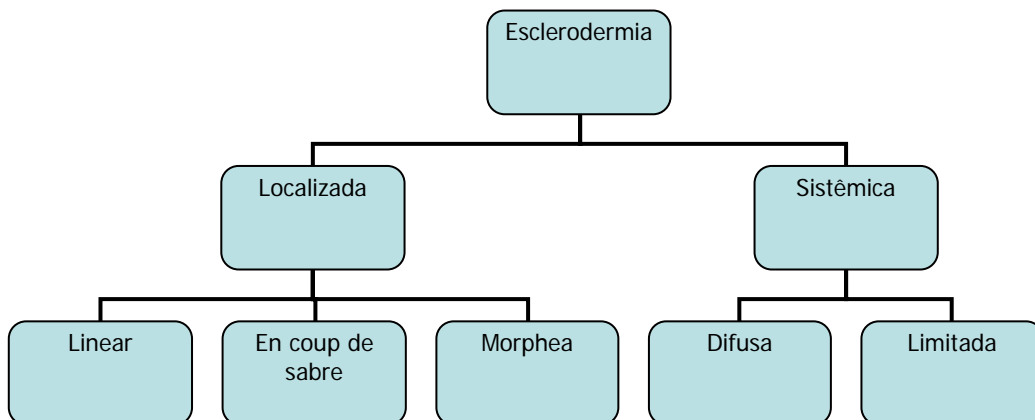 Esclerodermia
Localizada
Sistêmica
Linear
En coup de
sabre
Morphea
Difusa
Limitada